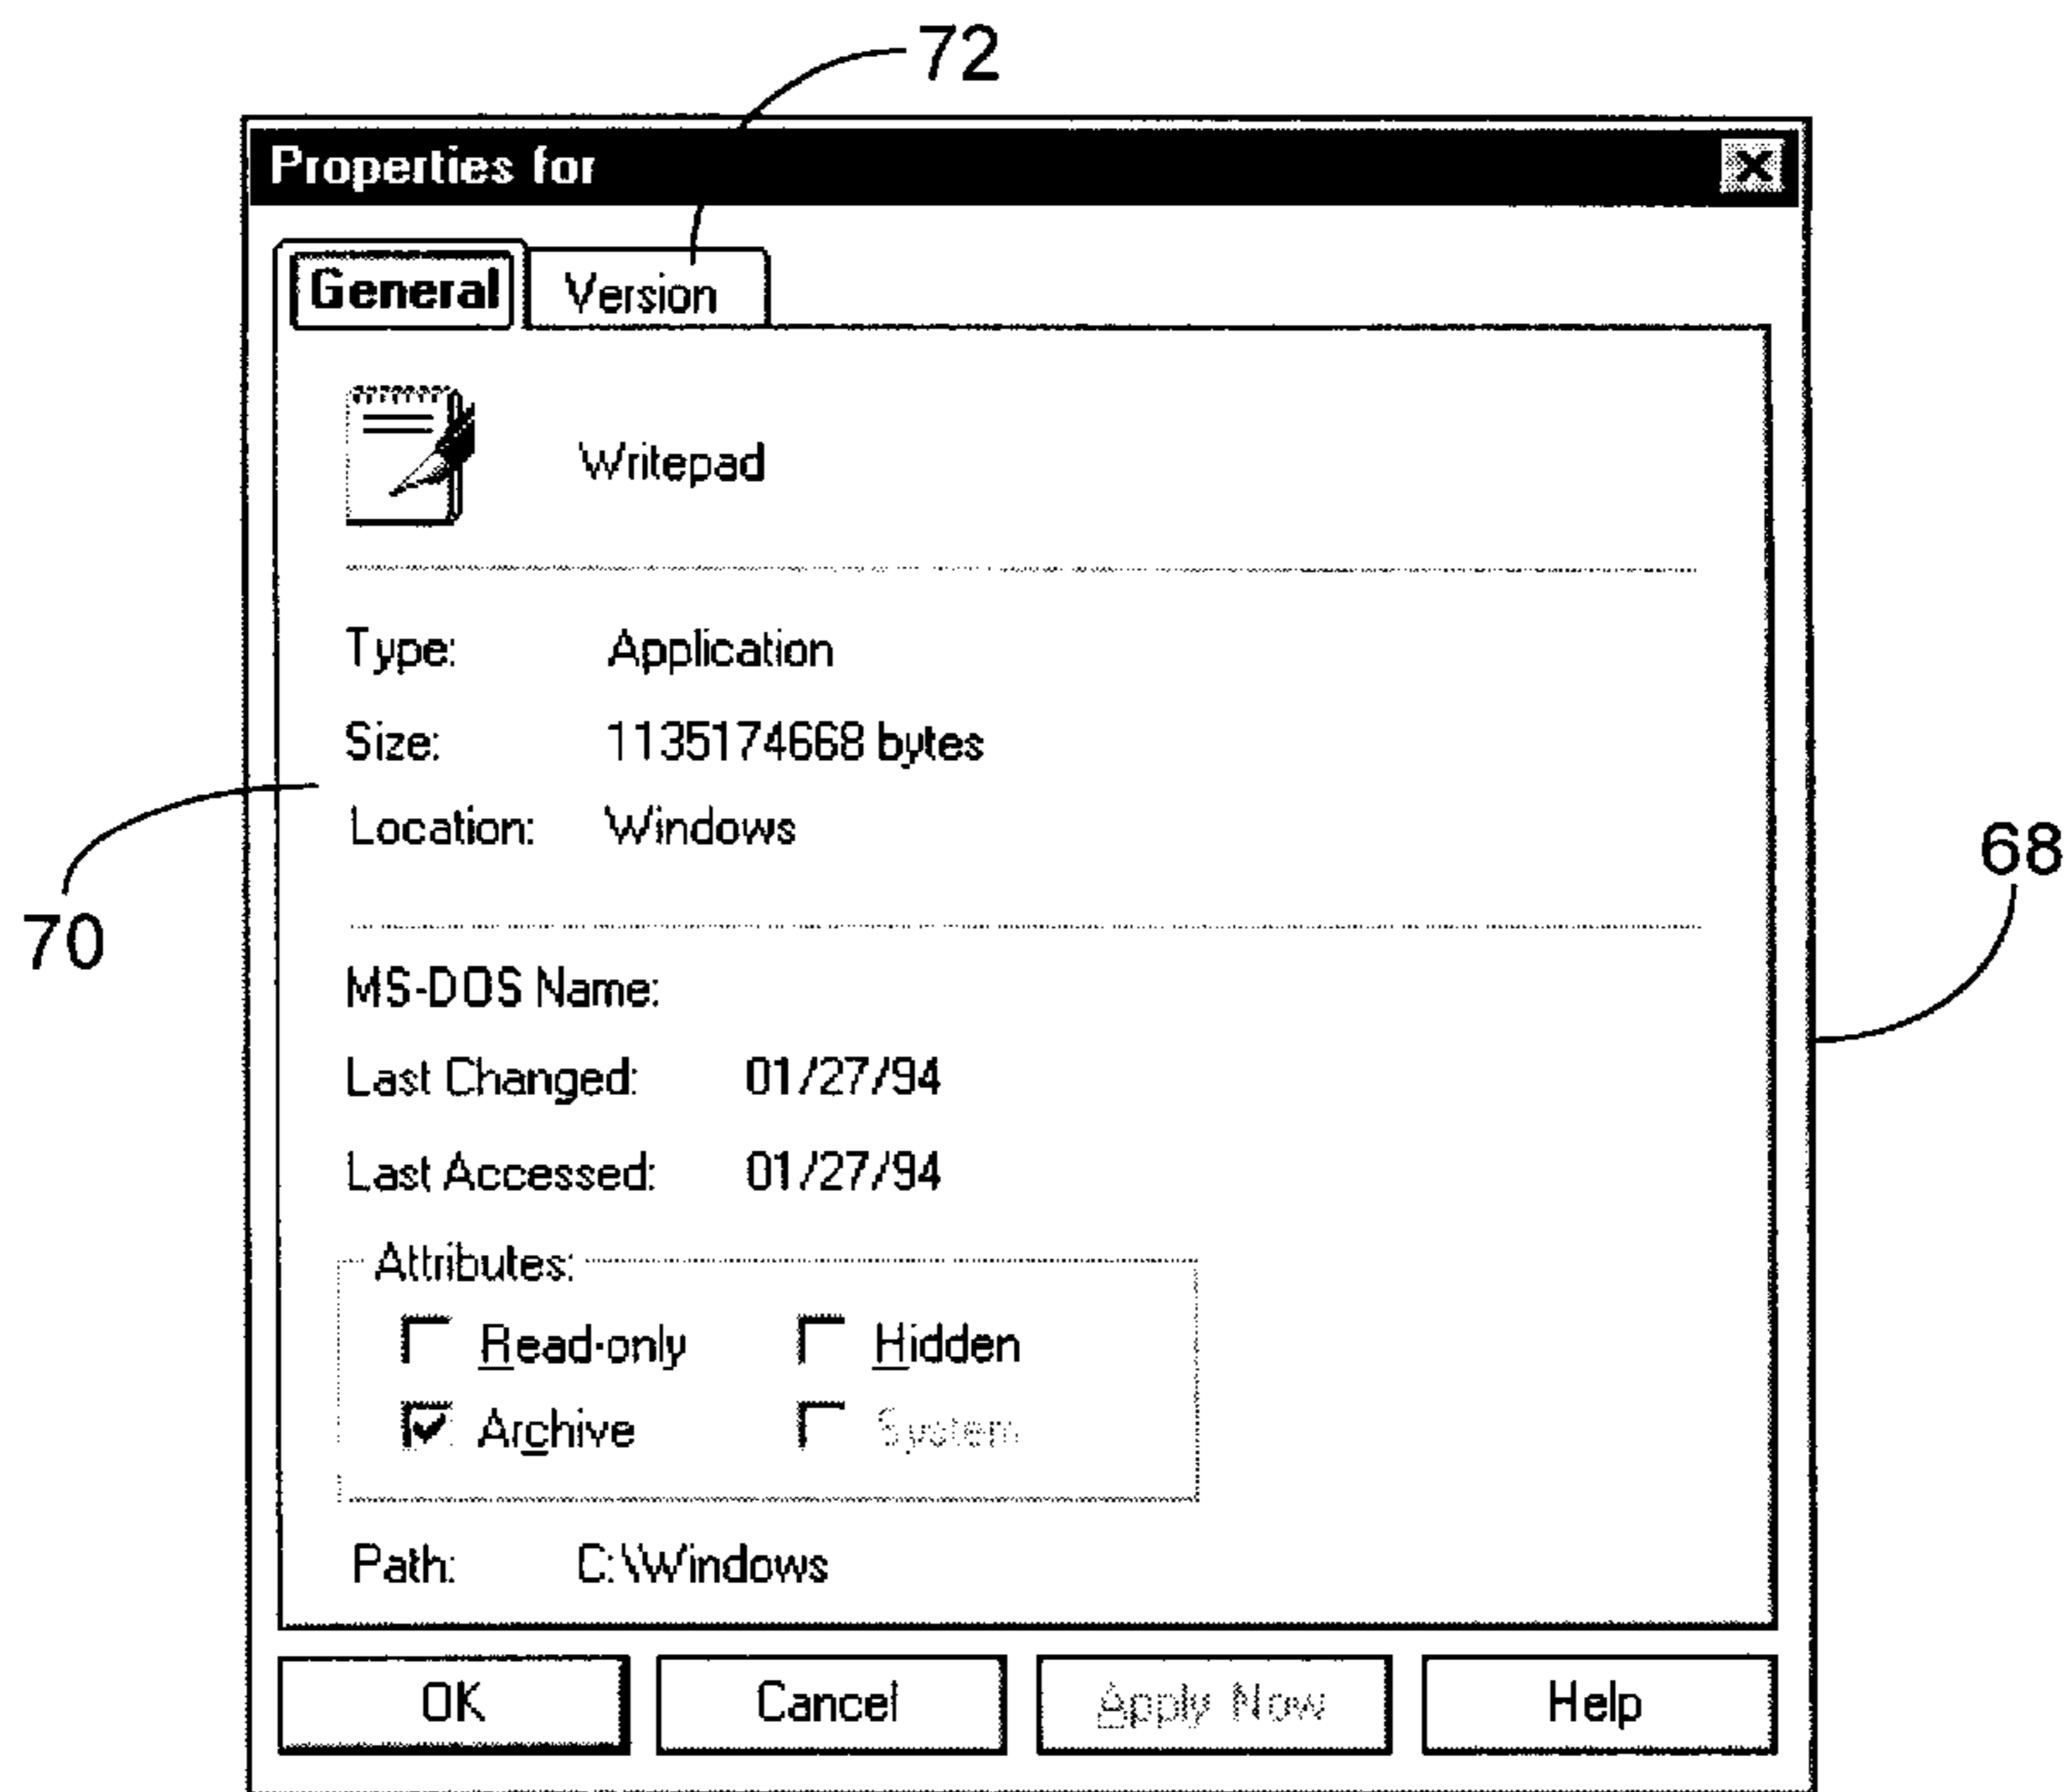 72
Properties for
General Version
Writepad
Type: Application
Size: 1135174668 bytes
Location: Windows
68
70
MS-DOS Name:
Last Changed: 01/27/94
Last Accessed: 01/27/94
Attributes:
Read-only Hidden
Archive System
Path: C:\Windows
OK Cancel Apply Now Help